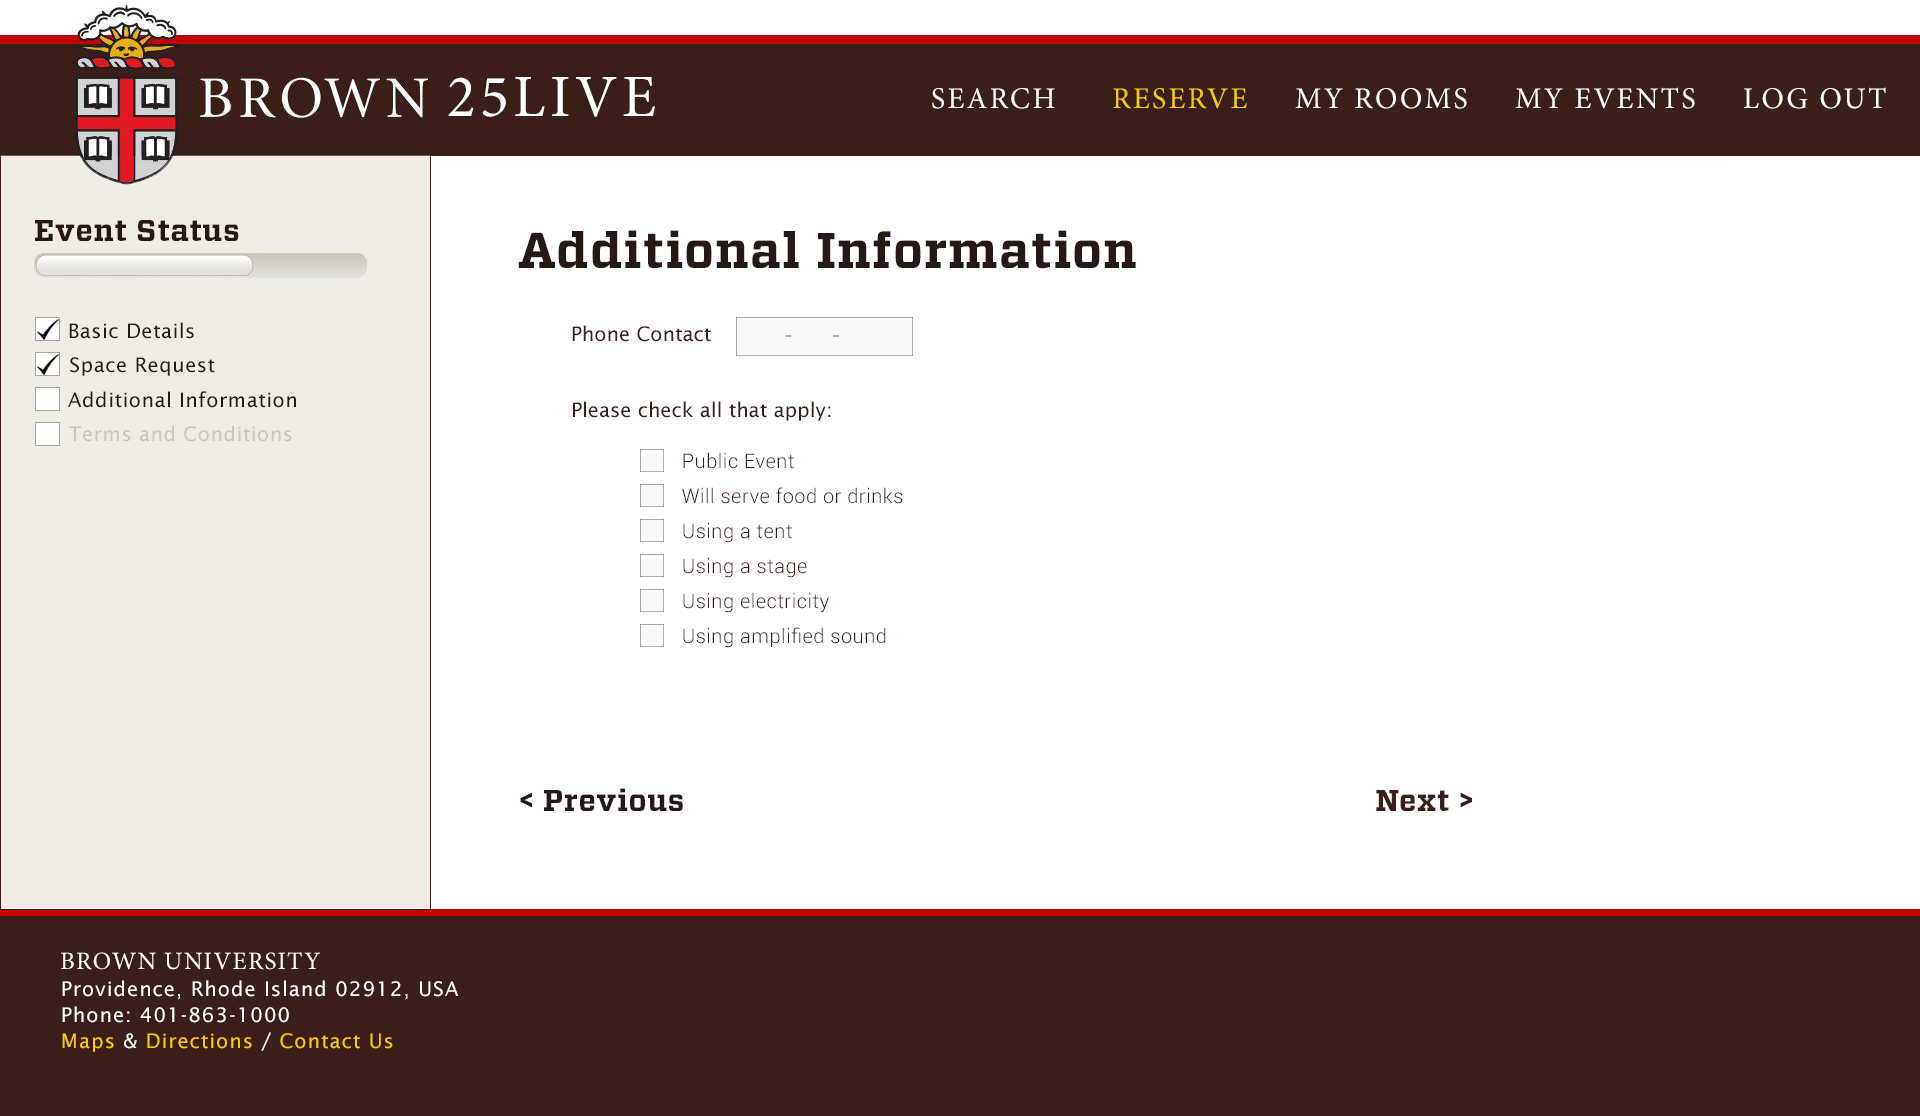 BROWN 25LIVE
SEARCH RESERVE MY ROOMS MY EVENTS LOG OUT
Event Status
Basic Details
Space Request
Additional Information
Terms and Conditions
Additional Information
Phone Contact - -
Please check all that apply:
Public Event
Will serve food or drinks
Using a tent
Using a stage
Using electricity
Using amplified sound
< Previous
Next >
BROWN UNIVERSITY
Providence, Rhode Island 02912, USA
Phone: 401-863-1000
Maps & Directions / Contact Us